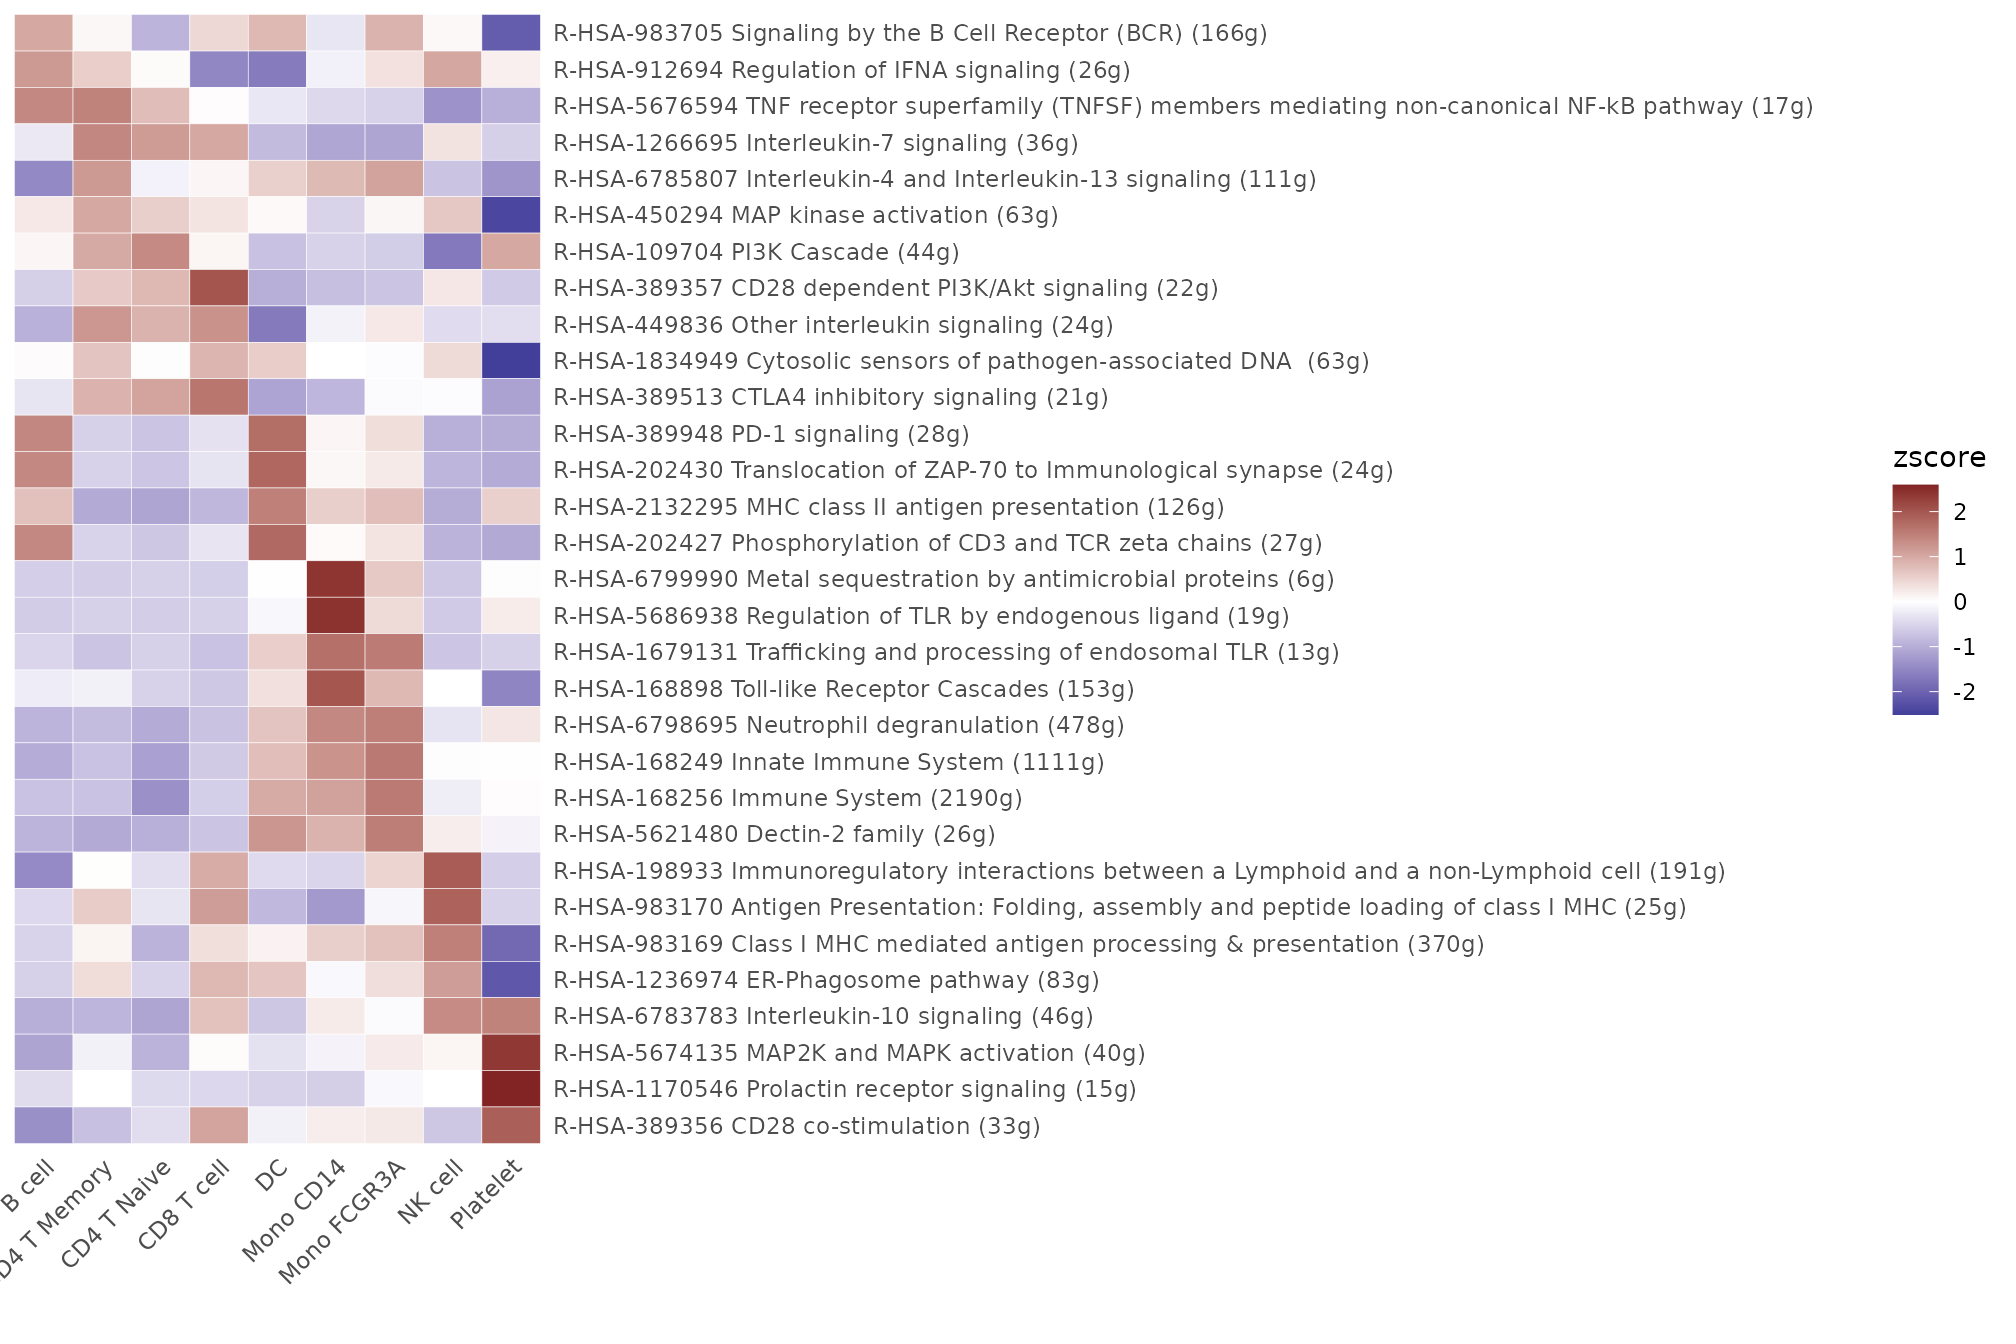 R-HSA-983705 Signaling by the B Cell Receptor (BCR) (166g)
R-HSA-912694 Regulation of IFNA signaling (26g)
R-HSA-5676594 TNF receptor superfamily (TNFSF) members mediating non-canonical NF-kB pathway (17g)
R-HSA-1266695 Interleukin-7 signaling (36g)
R-HSA-6785807 Interleukin-4 and Interleukin-13 signaling (111g)
R-HSA-450294 MAP kinase activation (63g)
R-HSA-109704 PI3K Cascade (44g)
R-HSA-389357 CD28 dependent PI3K/Akt signaling (22g)
R-HSA-449836 Other interleukin signaling (24g)
R-HSA-1834949 Cytosolic sensors of pathogen-associated DNA  (63g)
R-HSA-389513 CTLA4 inhibitory signaling (21g)
R-HSA-389948 PD-1 signaling (28g)
R-HSA-202430 Translocation of ZAP-70 to Immunological synapse (24g)
R-HSA-2132295 MHC class II antigen presentation (126g)
R-HSA-202427 Phosphorylation of CD3 and TCR zeta chains (27g)
R-HSA-6799990 Metal sequestration by antimicrobial proteins (6g)
R-HSA-5686938 Regulation of TLR by endogenous ligand (19g)
R-HSA-1679131 Trafficking and processing of endosomal TLR (13g)
R-HSA-168898 Toll-like Receptor Cascades (153g)
R-HSA-6798695 Neutrophil degranulation (478g)
R-HSA-168249 Innate Immune System (1111g)
R-HSA-168256 Immune System (2190g)
R-HSA-5621480 Dectin-2 family (26g)
R-HSA-198933 Immunoregulatory interactions between a Lymphoid and a non-Lymphoid cell (191g)
R-HSA-983170 Antigen Presentation: Folding, assembly and peptide loading of class I MHC (25g)
R-HSA-983169 Class I MHC mediated antigen processing & presentation (370g)
R-HSA-1236974 ER-Phagosome pathway (83g)
R-HSA-6783783 Interleukin-10 signaling (46g)
R-HSA-5674135 MAP2K and MAPK activation (40g)
R-HSA-1170546 Prolactin receptor signaling (15g)
R-HSA-389356 CD28 co-stimulation (33g)
B cell
D4 T Memory
CD4 T Naive
CD8 T cell
DC
Mono CD14
Mono FCGR3A
NK cell
Platelet
zscore
2
1
0
-1
-2